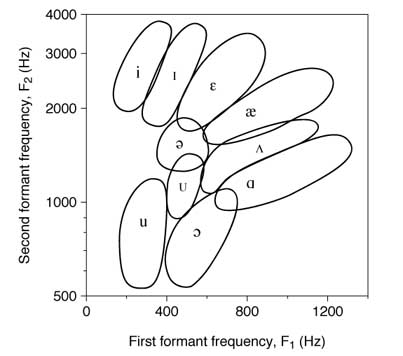 4000
3000
2000
1000
500
Second formant frequency, F2 (Hz)
i
ɪ
ɛ
æ
ə
ʌ
U
ɑ
u
ɔ
0
400
800
1200
First formant frequency, F1 (Hz)